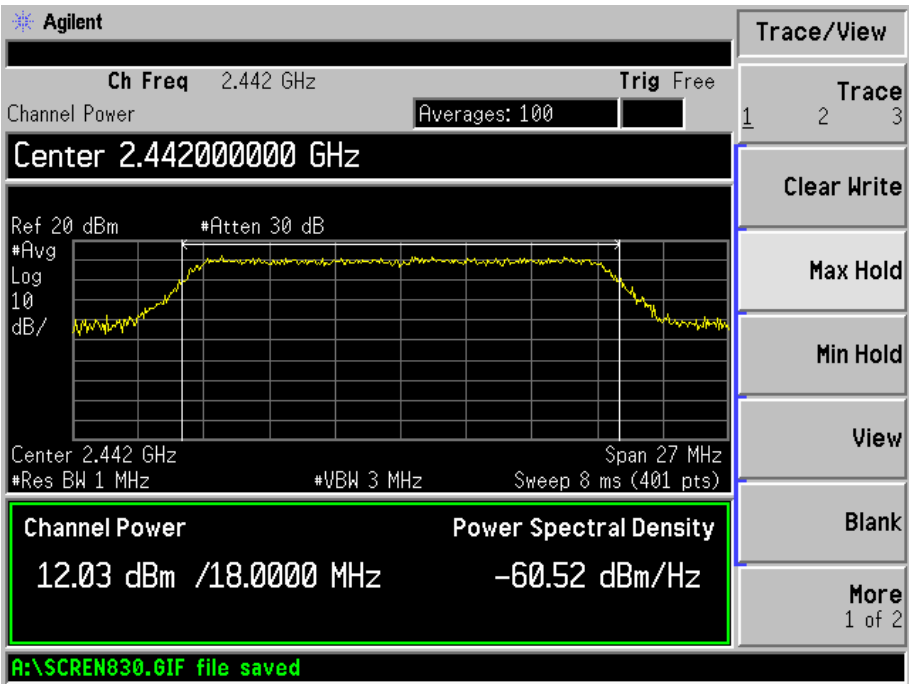 Agilent
Trace/View
Ch Freq 2.442 GHz Trig Free
Channel Power Averages: 100
Center 2.442000000 GHz
Ref 20 dBm #Atten 30 dB
#Avg
Log
10
dB/
Center 2.442 GHz Span 27 MHz
#Res BW 1 MHz #VBW 3 MHz Sweep 8 ms (401 pts)
Channel Power Power Spectral Density
12.03 dBm /18.0000 MHz -60.52 dBm/Hz
A:\SCREN830.GIF file saved
Trace
1 2 3
Clear Write
Max Hold
Min Hold
View
Blank
More
1 of 2